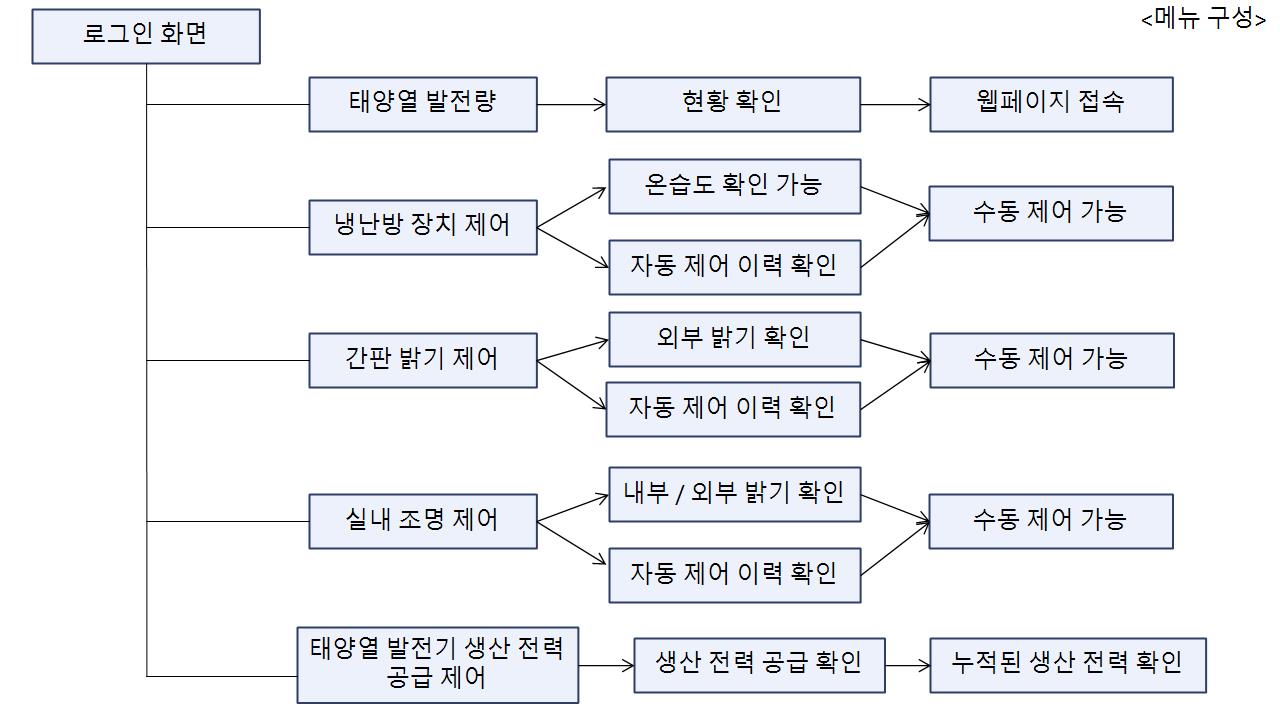 <메뉴 구성>
로그인 화면
태양열 발전량
현황 확인
웹페이지 접속
냉난방 장치 제어
온습도 확인 가능
자동 제어 이력 확인
수동 제어 가능
간판 밝기 제어
외부 밝기 확인
자동 제어 이력 확인
수동 제어 가능
실내 조명 제어
내부 / 외부 밝기 확인
자동 제어 이력 확인
수동 제어 가능
태양열 발전기 생산 전력
공급 제어
생산 전력 공급 확인
누적된 생산 전력 확인